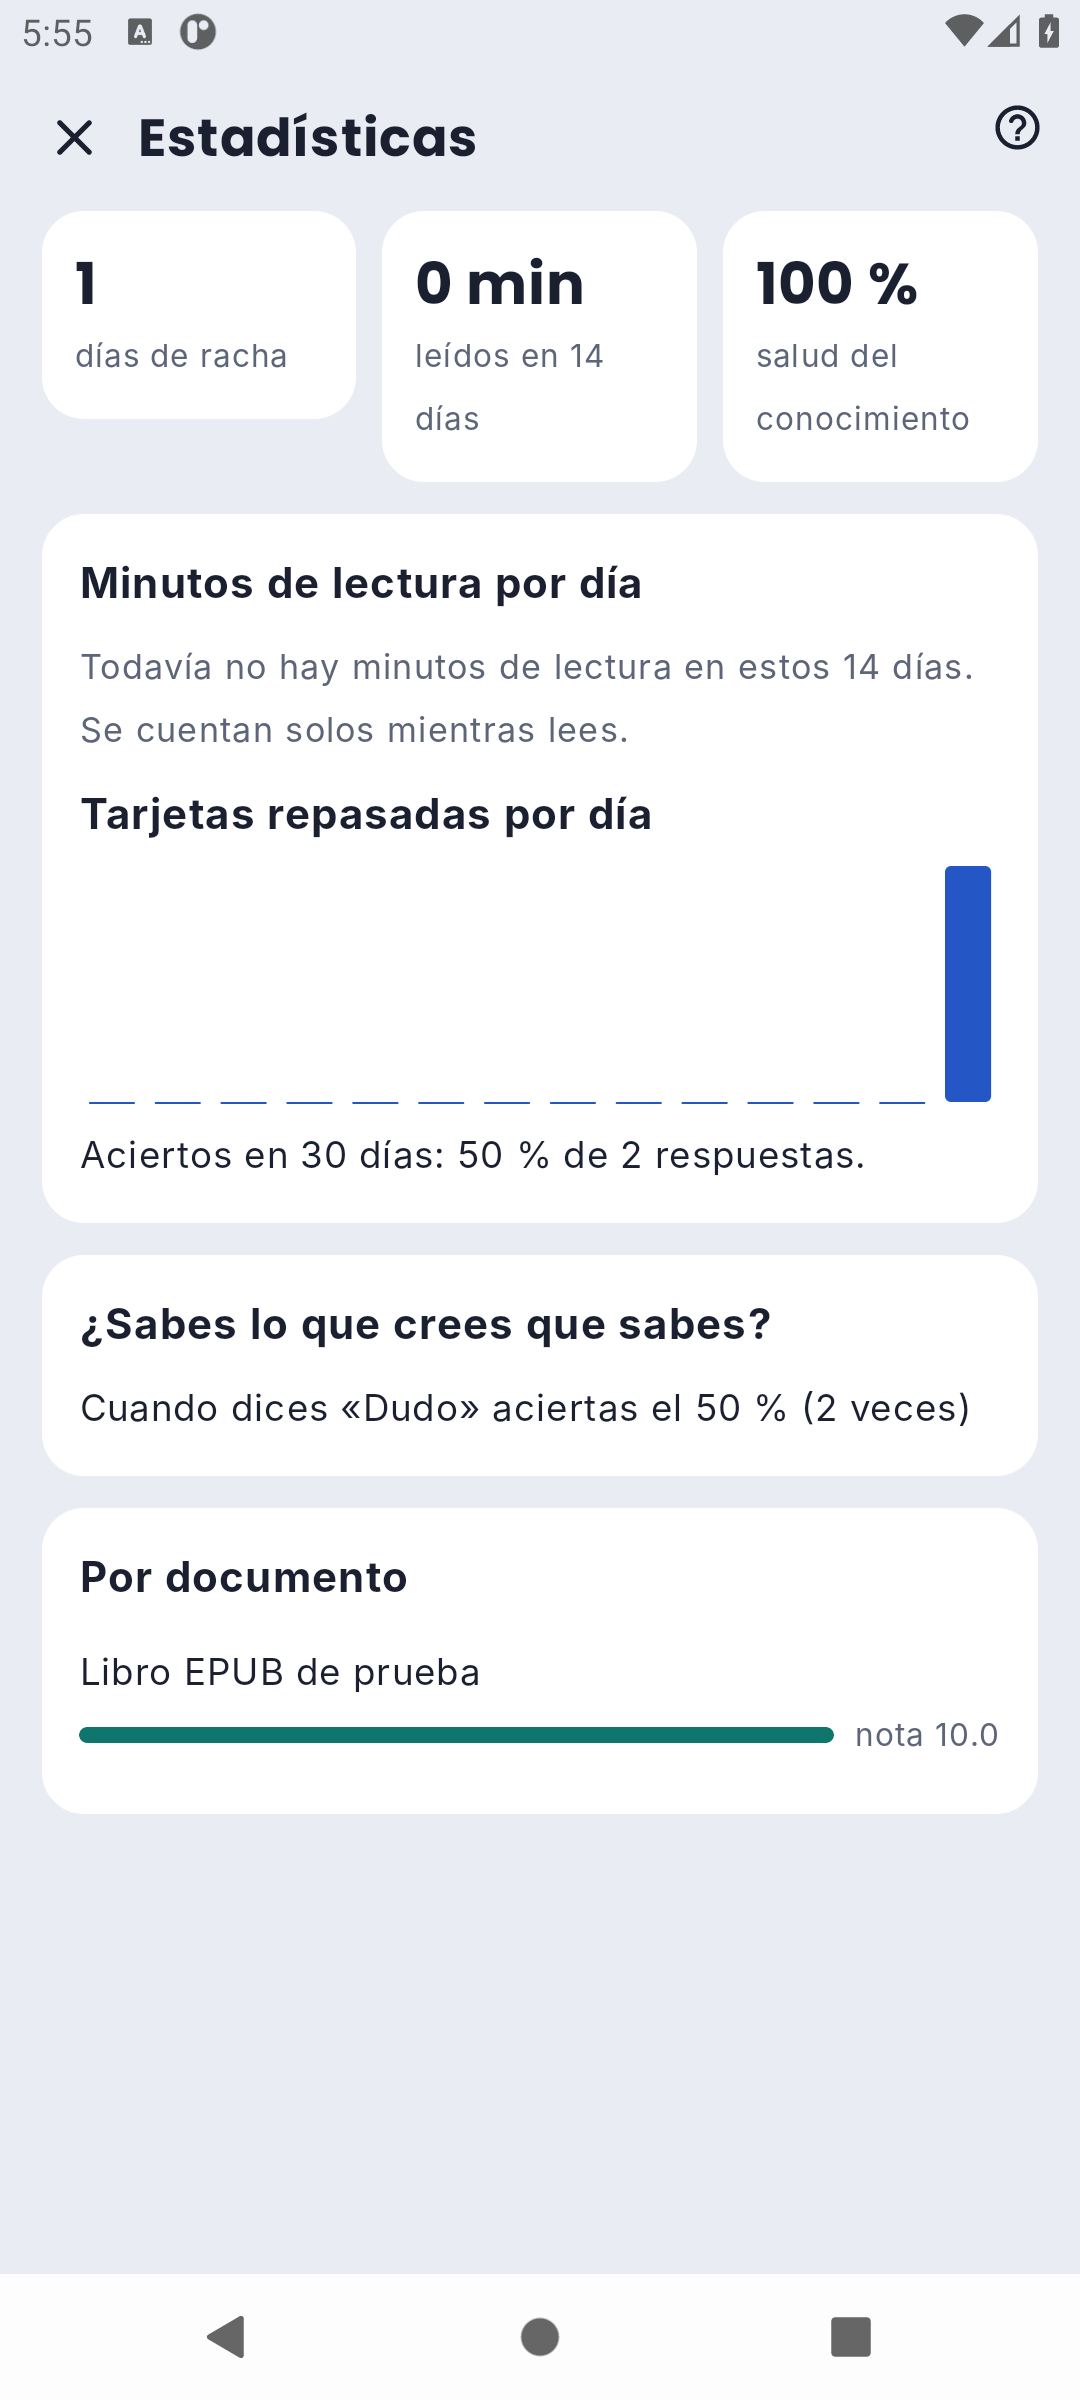 5:55
A
Estadísticas
1
días de racha
0 min
leídos en 14
días
100 %
salud del
conocimiento
Minutos de lectura por día
Todavía no hay minutos de lectura en estos 14 días.
Se cuentan solos mientras lees.
Tarjetas repasadas por día
Aciertos en 30 días: 50 % de 2 respuestas.
¿Sabes lo que crees que sabes?
Cuando dices «Dudo» aciertas el 50 % (2 veces)
Por documento
Libro EPUB de prueba
nota 10.0